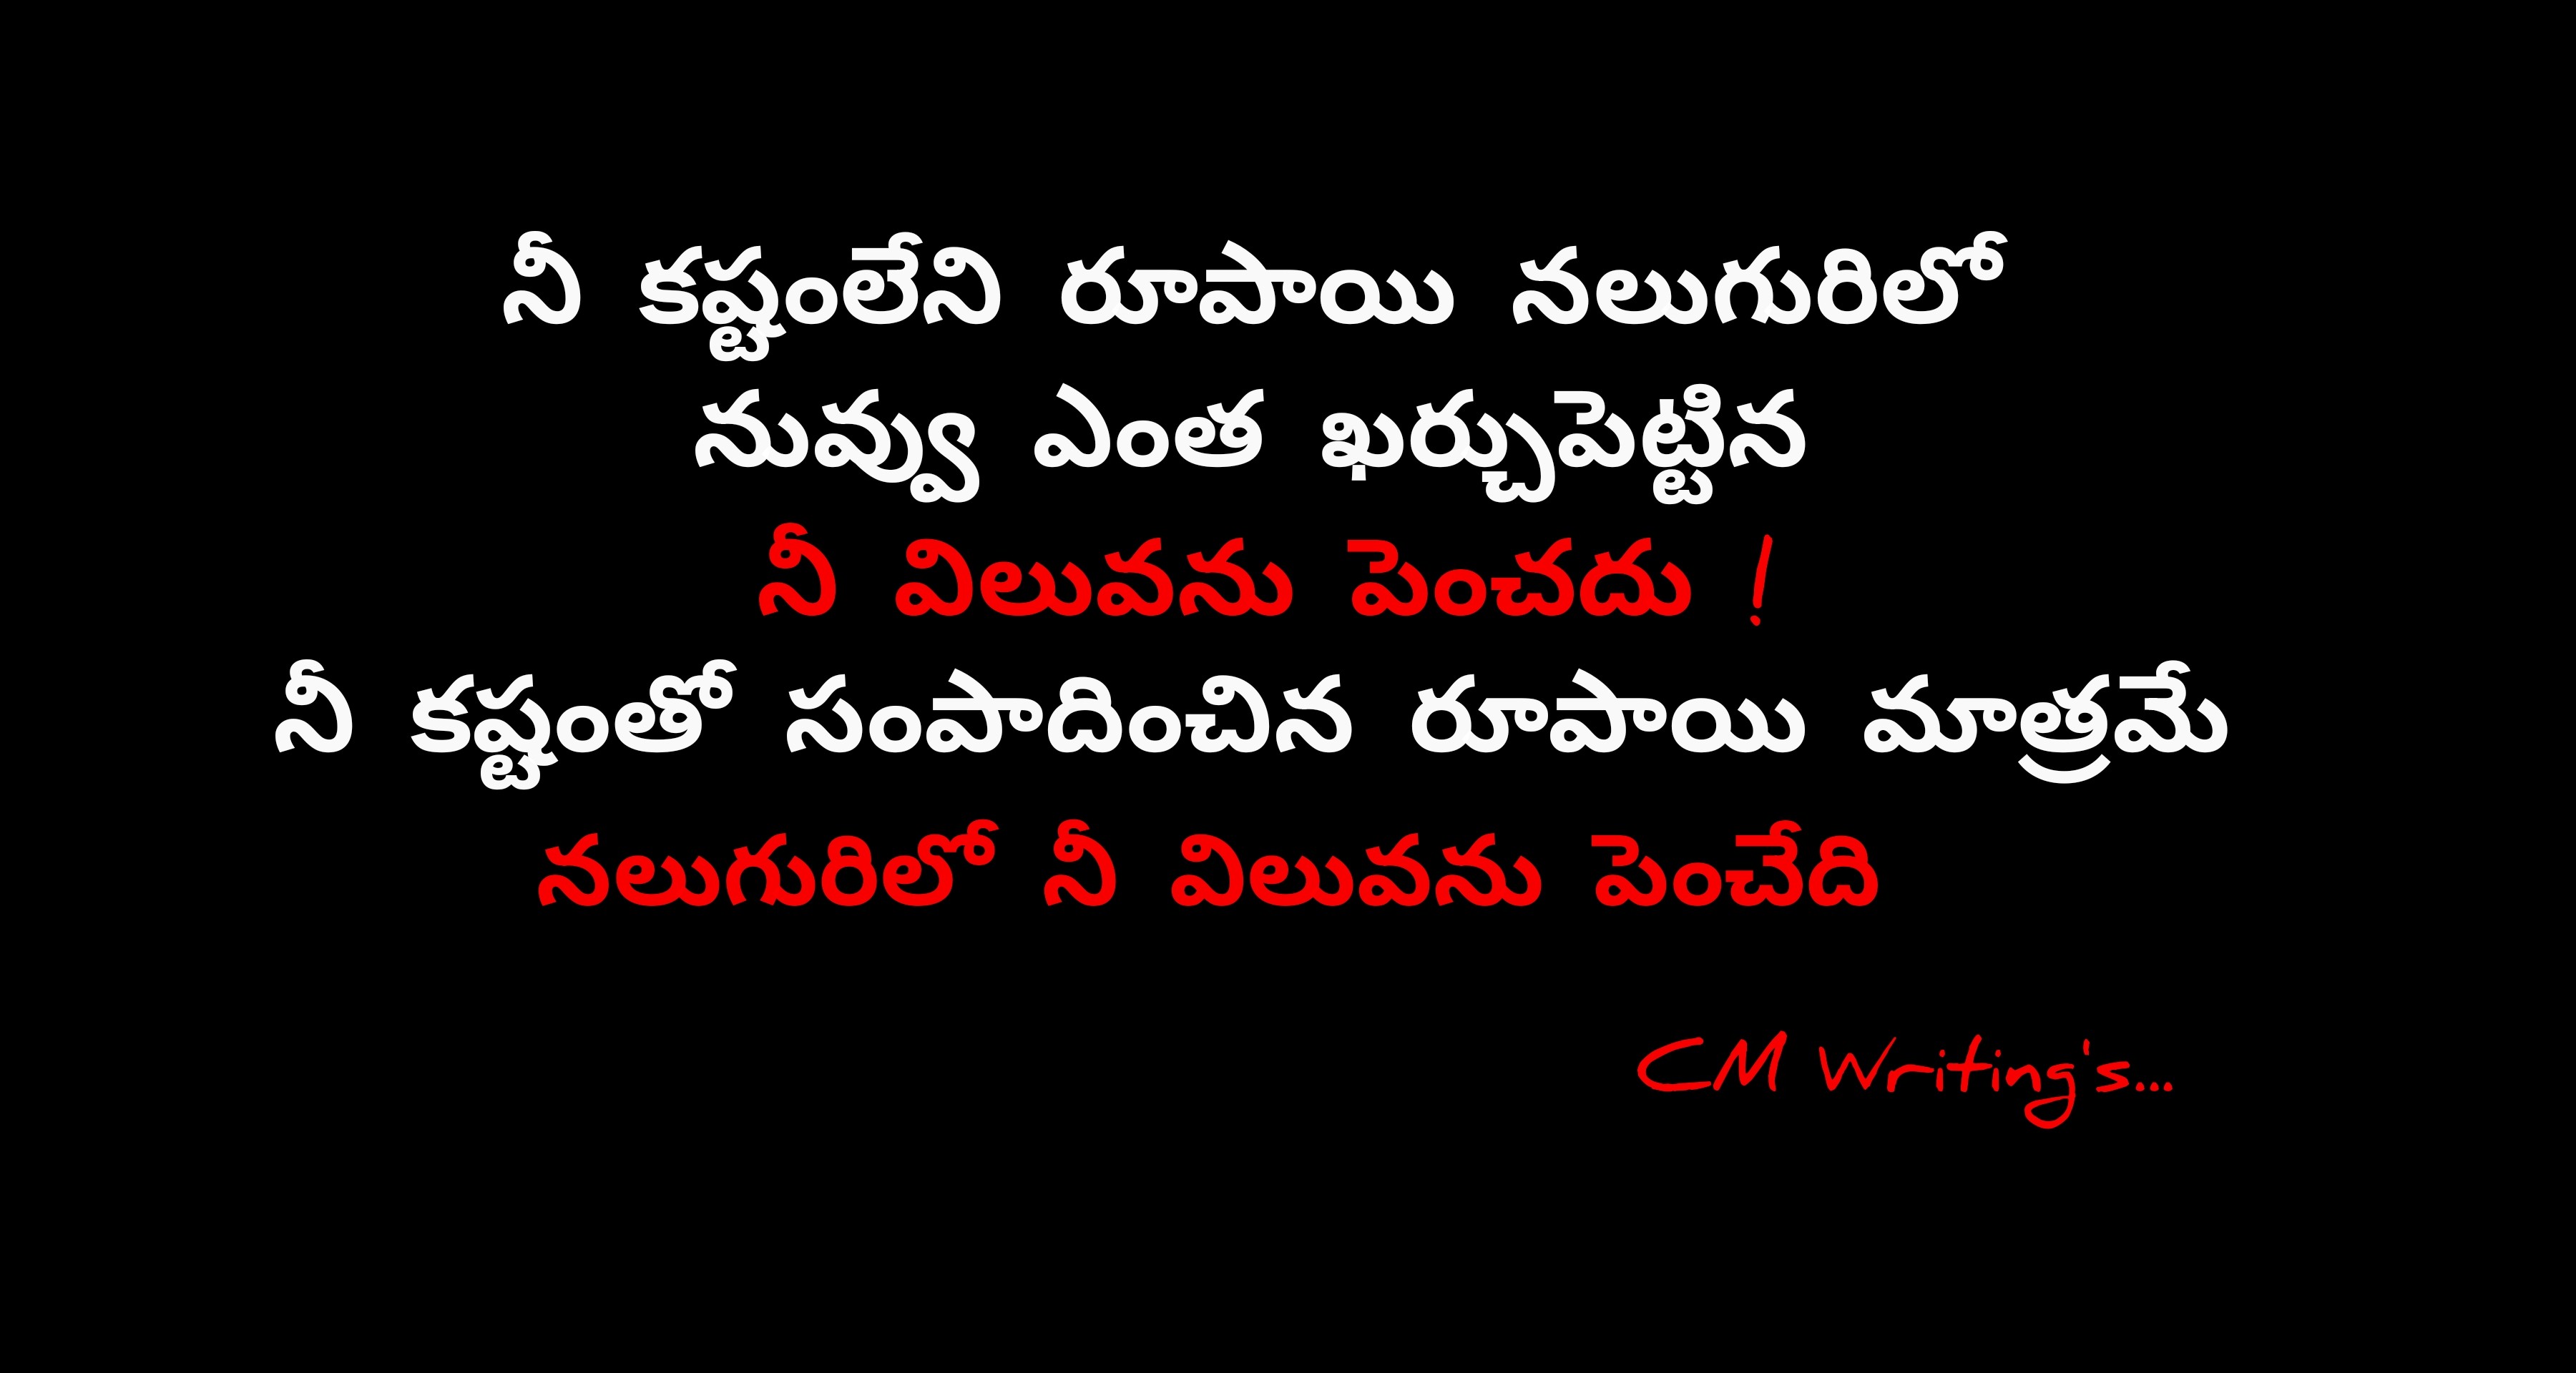 నీ కష్టంలేని రూపాయి నలుగురిలో
నువ్వు ఎంత ఖర్చుపెట్టిన
నీ విలువను పెంచదు !
నీ కష్టంతో సంపాదించిన రూపాయి మాత్రమే
నలుగురిలో నీ విలువను పెంచేది
CM Writing's...